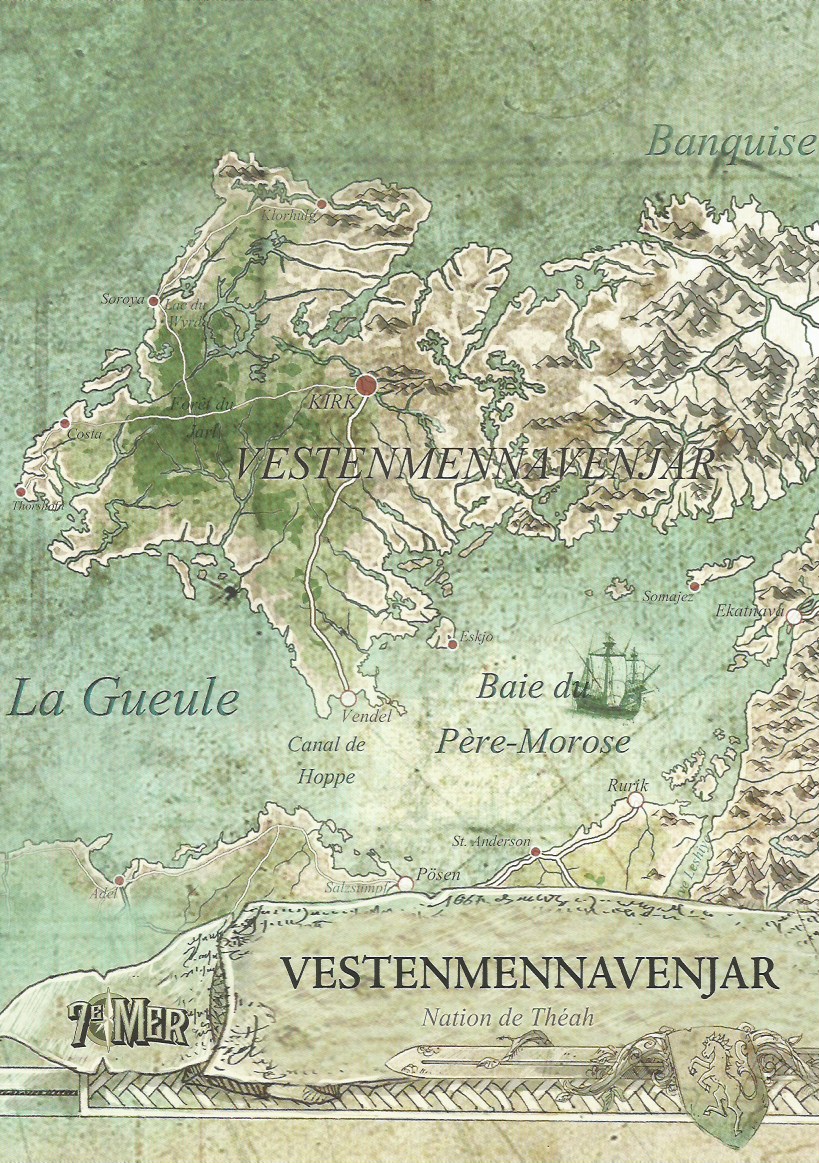 Banquise
Klorhulg
Soroya
Lac du
Wyrd
KIRK
Forêt du
Jarl
Costa
VESTENMENNAVENJAR
Thorshofn
Somajez
Ekatnava
Eskjo
La Gueule
Baie du
Père-Morose
Vendel
Canal de
Hoppe
Rurik
St. Anderson
Pösen
Salzsumpf
Adel
VESTENMENNAVENJAR
Nation de Théah
7E MER